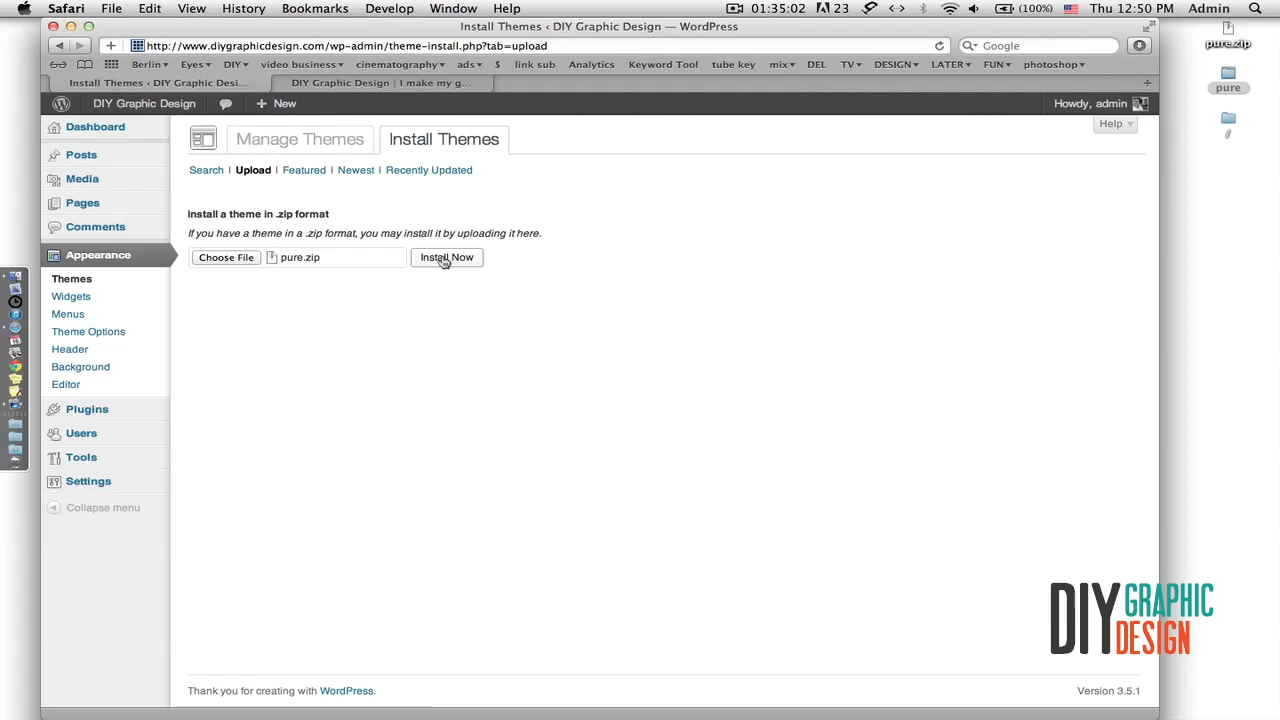 Safari File Edit View History Bookmarks Develop Window Help 01:35:02 23 (100%) Thu 12:50 PM Admin
Install Themes ‹ DIY Graphic Design — WordPress
http://www.diygraphicdesign.com/wp-admin/theme-install.php?tab=upload
Google
Berlin Eyes DIY video business cinematography ads $ link sub Analytics Keyword Tool tube key mix DEL TV DESIGN LATER FUN photoshop
Install Themes ‹ DIY Graphic Desi... DIY Graphic Design | I make my g...
DIY Graphic Design + New Howdy, admin
pure.zip
pure
//
Help
Dashboard
Posts
Media
Pages
Comments
Appearance
Themes
Widgets
Menus
Theme Options
Header
Background
Editor
Plugins
Users
Tools
Settings
Collapse menu
Manage Themes Install Themes
Search | Upload | Featured | Newest | Recently Updated
Install a theme in .zip format
If you have a theme in a .zip format, you may install it by uploading it here.
Choose File pure.zip Install Now
DIY GRAPHIC
DESIGN
Thank you for creating with WordPress. Version 3.5.1